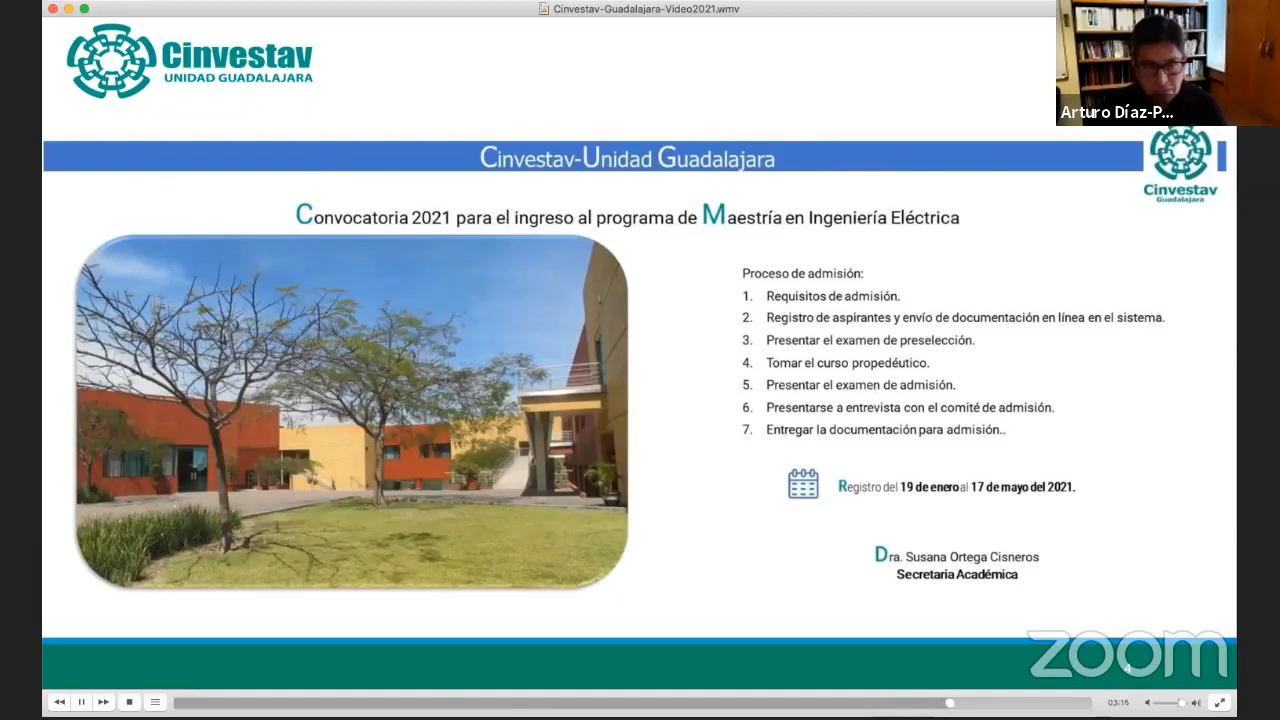 Cinvestav-Guadalajara-Video2021.wmv
Cinvestav
UNIDAD GUADALAJARA
Arturo Díaz-P...
Cinvestav-Unidad Guadalajara
Cinvestav
Guadalajara
Convocatoria 2021 para el ingreso al programa de Maestría en Ingeniería Eléctrica
Proceso de admisión:
1. Requisitos de admisión.
2. Registro de aspirantes y envío de documentación en línea en el sistema.
3. Presentar el examen de preselección.
4. Tomar el curso propedéutico.
5. Presentar el examen de admisión.
6. Presentarse a entrevista con el comité de admisión.
7. Entregar la documentación para admisión..
Registro del 19 de enero al 17 de mayo del 2021.
Dra. Susana Ortega Cisneros
Secretaria Académica
zoom
4
03:15